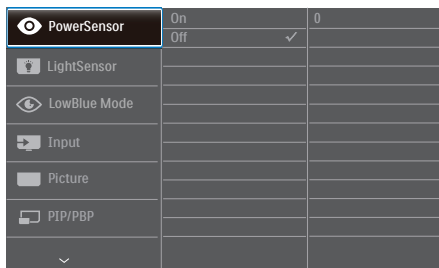 PowerSensor
On
0
Off
LightSensor
LowBlue Mode
Input
Picture
PIP/PBP